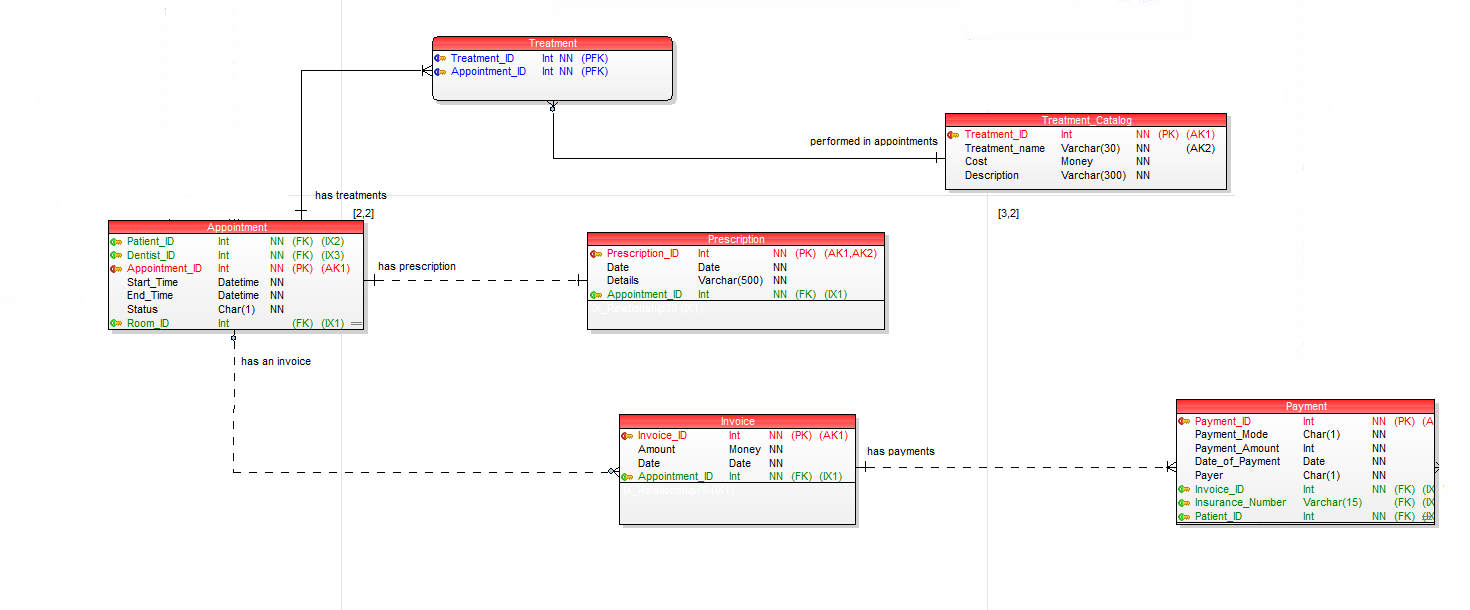 Treatment
Treatment_ID Int NN (PFK)
Appointment_ID Int NN (PFK)
Treatment_Catalog
Treatment_ID Int NN (PK) (AK1)
Treatment_name Varchar(30) NN (AK2)
Cost Money NN
Description Varchar(300) NN
performed in appointments
has treatments
[2,2]
[3,2]
Appointment
Patient_ID Int NN (FK) (IX2)
Dentist_ID Int NN (FK) (IX3)
Appointment_ID Int NN (PK) (AK1)
Start_Time Datetime NN
End_Time Datetime NN
Status Char(1) NN
Room_ID Int (FK) (IX1)
has prescription
Prescription
Prescription_ID Int NN (PK) (AK1,AK2)
Date Date NN
Details Varchar(500) NN
Appointment_ID Int NN (FK) (IX1)
has an invoice
Invoice
Invoice_ID Int NN (PK) (AK1)
Amount Money NN
Date Date NN
Appointment_ID Int NN (FK) (IX1)
has payments
Payment
Payment_ID Int NN (PK) (A
Payment_Mode Char(1) NN
Payment_Amount Int NN
Date_of_Payment Date NN
Payer Char(1) NN
Invoice_ID Int NN (FK) (IX
Insurance_Number Varchar(15) (FK) (IX
Patient_ID Int NN (FK)